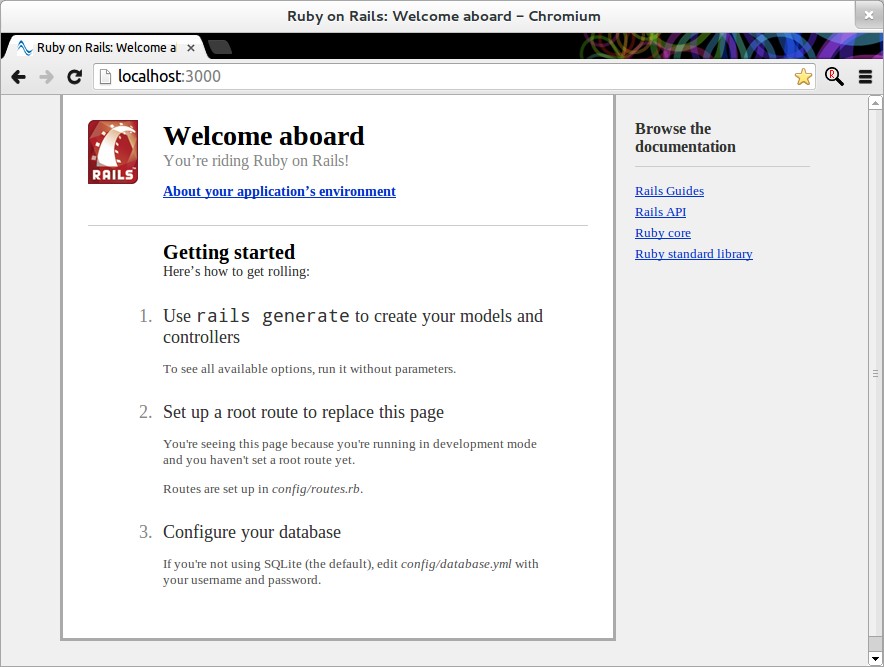 Ruby on Rails: Welcome aboard - Chromium
Ruby on Rails: Welcome a
localhost:3000
RAILS
Welcome aboard
You’re riding Ruby on Rails!
About your application’s environment
Getting started
Here’s how to get rolling:
1. Use rails generate to create your models and
controllers
To see all available options, run it without parameters.
2. Set up a root route to replace this page
You're seeing this page because you're running in development mode
and you haven't set a root route yet.
Routes are set up in config/routes.rb.
3. Configure your database
If you're not using SQLite (the default), edit config/database.yml with
your username and password.
Browse the
documentation
Rails Guides
Rails API
Ruby core
Ruby standard library